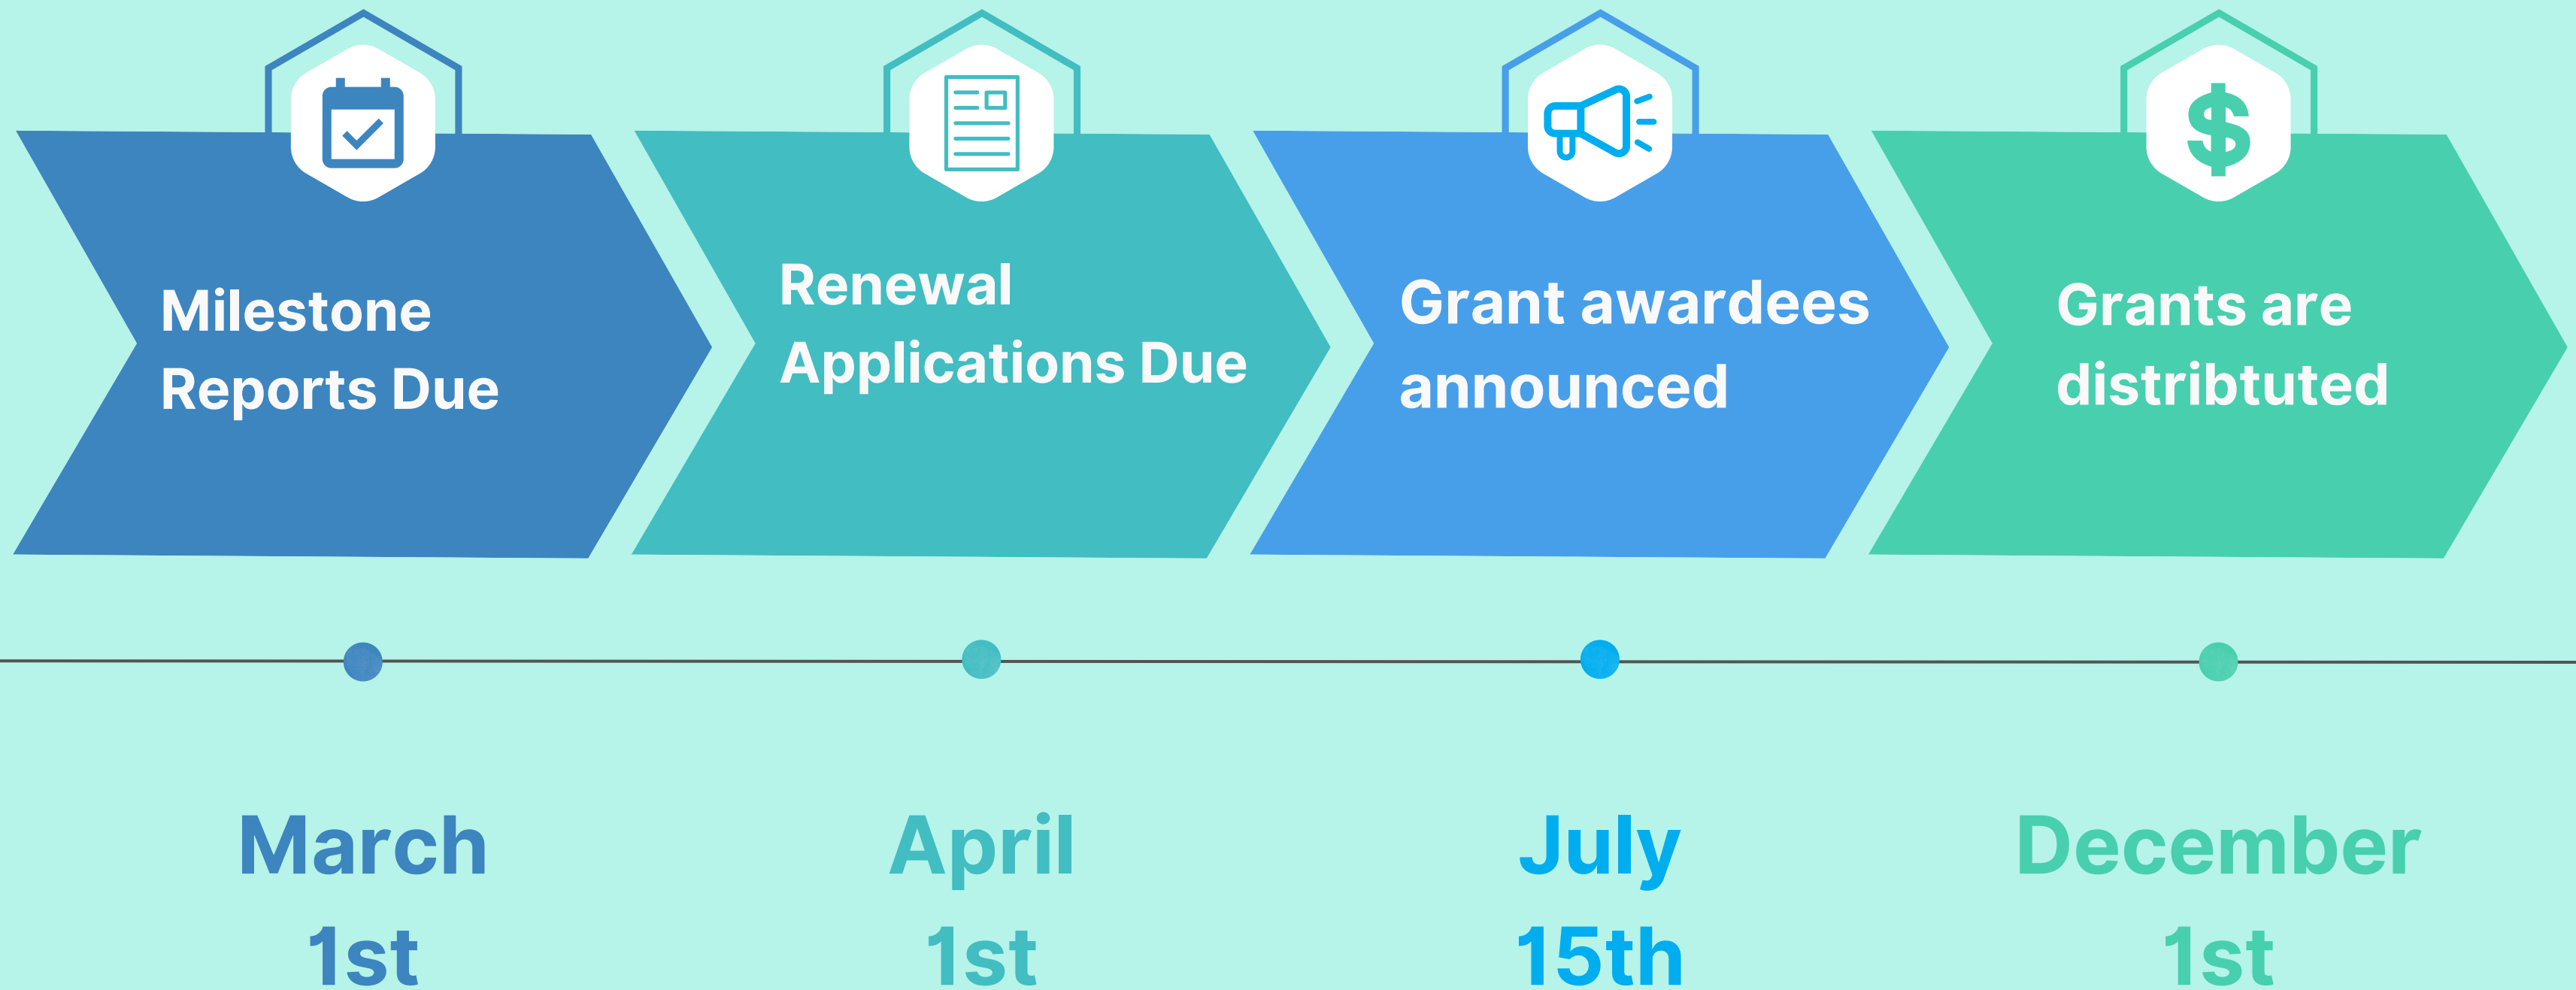 Milestone
Reports Due
Renewal
Applications Due
Grant awardees
announced
Grants are
distribtuted
March
1st
April
1st
July
15th
December
1st